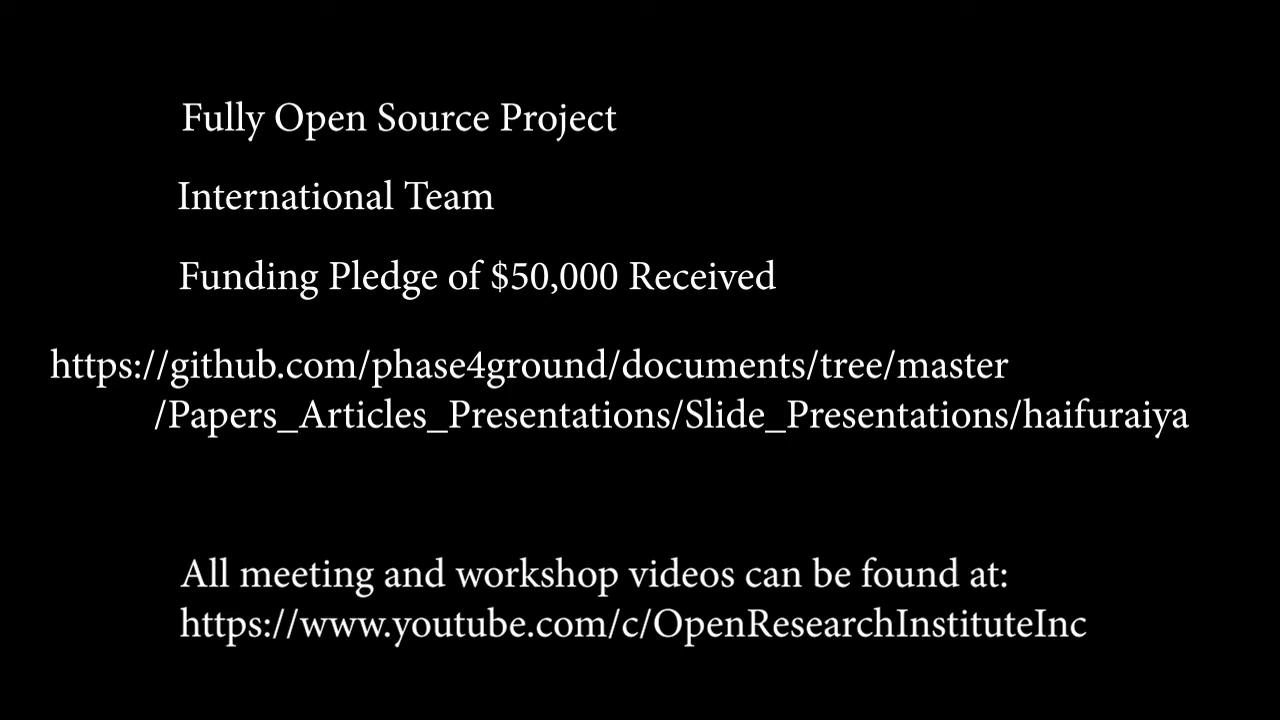 Fully Open Source Project
International Team
Funding Pledge of $50,000 Received
https://github.com/phase4ground/documents/tree/master
/Papers_Articles_Presentations/Slide_Presentations/haifuraiya
All meeting and workshop videos can be found at:
https://www.youtube.com/c/OpenResearchInstituteInc